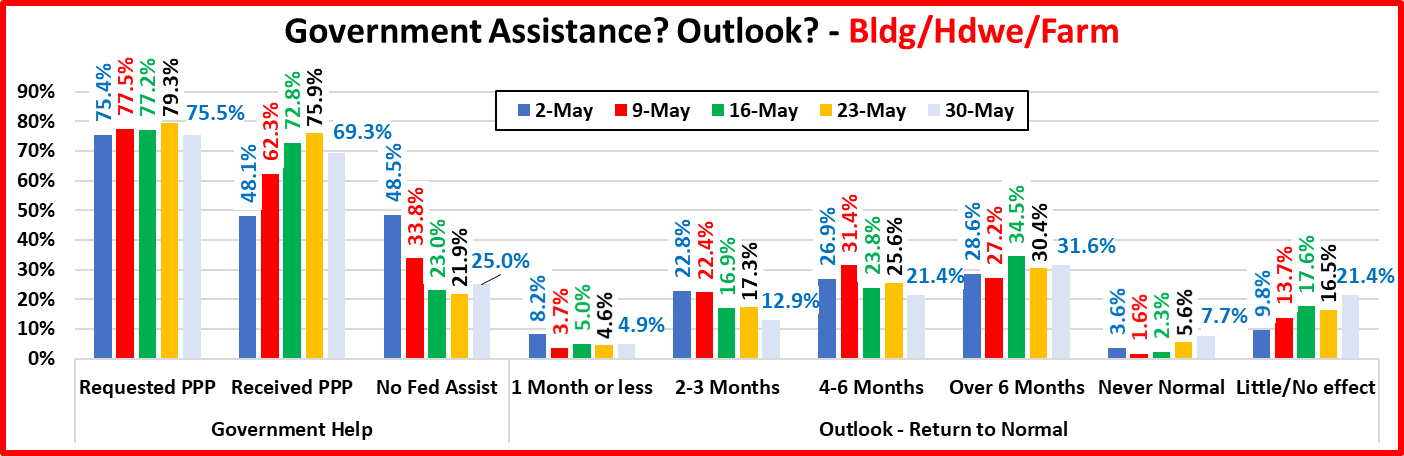 Government Assistance? Outlook? - Bldg/Hdwe/Farm
2-May 9-May 16-May 23-May 30-May
90%
80%
70%
60%
50%
40%
30%
20%
10%
0%
75.4% 77.5% 77.2% 79.3% 75.5%
48.1% 62.3% 72.8% 75.9% 69.3%
48.5% 33.8% 23.0% 21.9% 25.0%
8.2% 3.7% 5.0% 4.6% 4.9%
22.8% 22.4% 16.9% 17.3% 12.9%
26.9% 31.4% 23.8% 25.6% 21.4%
28.6% 27.2% 34.5% 30.4% 31.6%
3.6% 1.6% 2.3% 5.6% 7.7%
9.8% 13.7% 17.6% 16.5% 21.4%
Requested PPP Received PPP No Fed Assist 1 Month or less 2-3 Months 4-6 Months Over 6 Months Never Normal Little/No effect
Government Help Outlook - Return to Normal